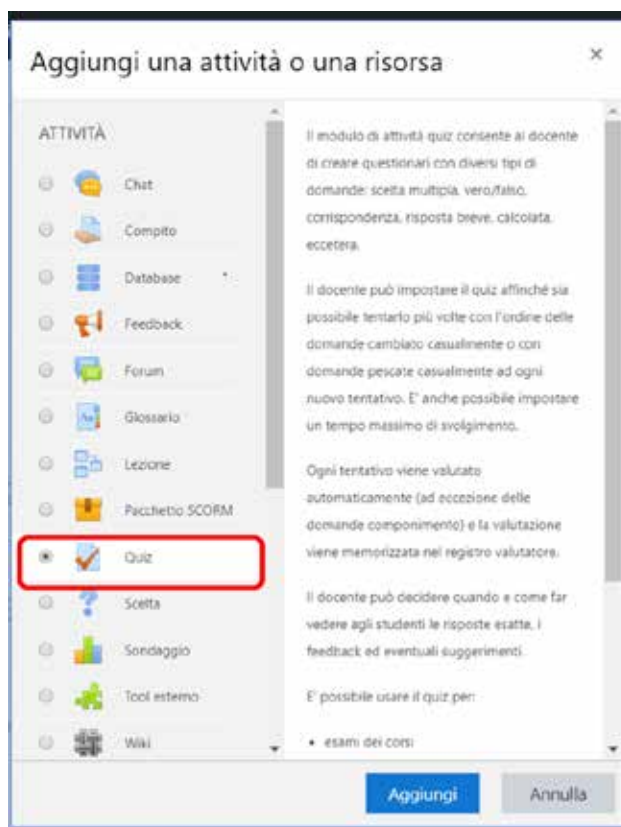 Aggiungi una attività o una risorsa
×
ATTIVITÀ
Chat
Compito
Database
Feedback
Forum
Glossario
Lezione
Pacchetto SCORM
Quiz
Scelta
Sondaggio
Tool esterno
Wiki
Il modulo di attività quiz consente al docente
di creare questionari con diversi tipi di
domande: scelta multipla, vero/falso,
corrispondenza, risposta breve, calcolata,
eccetera.
Il docente può impostare il quiz affinché sia
possibile tentarlo più volte con l'ordine delle
domande cambiato casualmente o con
domande pescate casualmente ad ogni
nuovo tentativo. E' anche possibile impostare
un tempo massimo di svolgimento.
Ogni tentativo viene valutato
automaticamente (ad eccezione delle
domande componimento) e la valutazione
viene memorizzata nel registro valutatore.
Il docente può decidere quando e come far
vedere agli studenti le risposte esatte, i
feedback ed eventuali suggerimenti.
E' possibile usare il quiz per:
• esami dei corsi
Aggiungi
Annulla